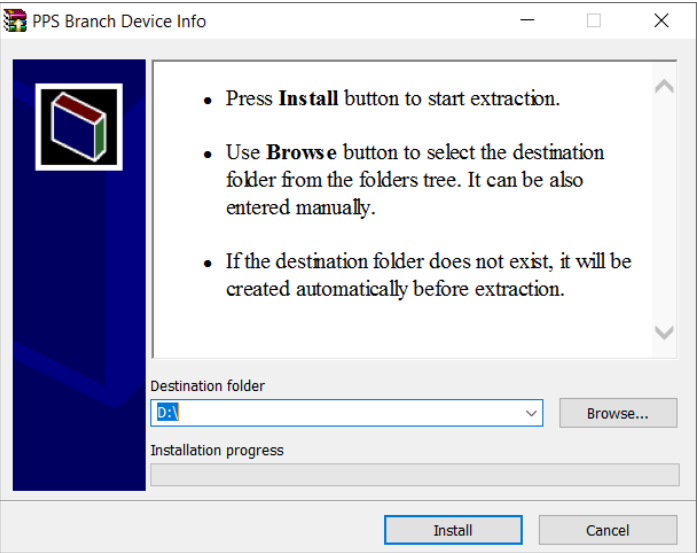 PPS Branch Device Info
• Press Install button to start extraction.
• Use Browse button to select the destination
folder from the folders tree. It can be also
entered manually.
• If the destination folder does not exist, it will be
created automatically before extraction.
Destination folder
D:\
Browse...
Installation progress
Install
Cancel